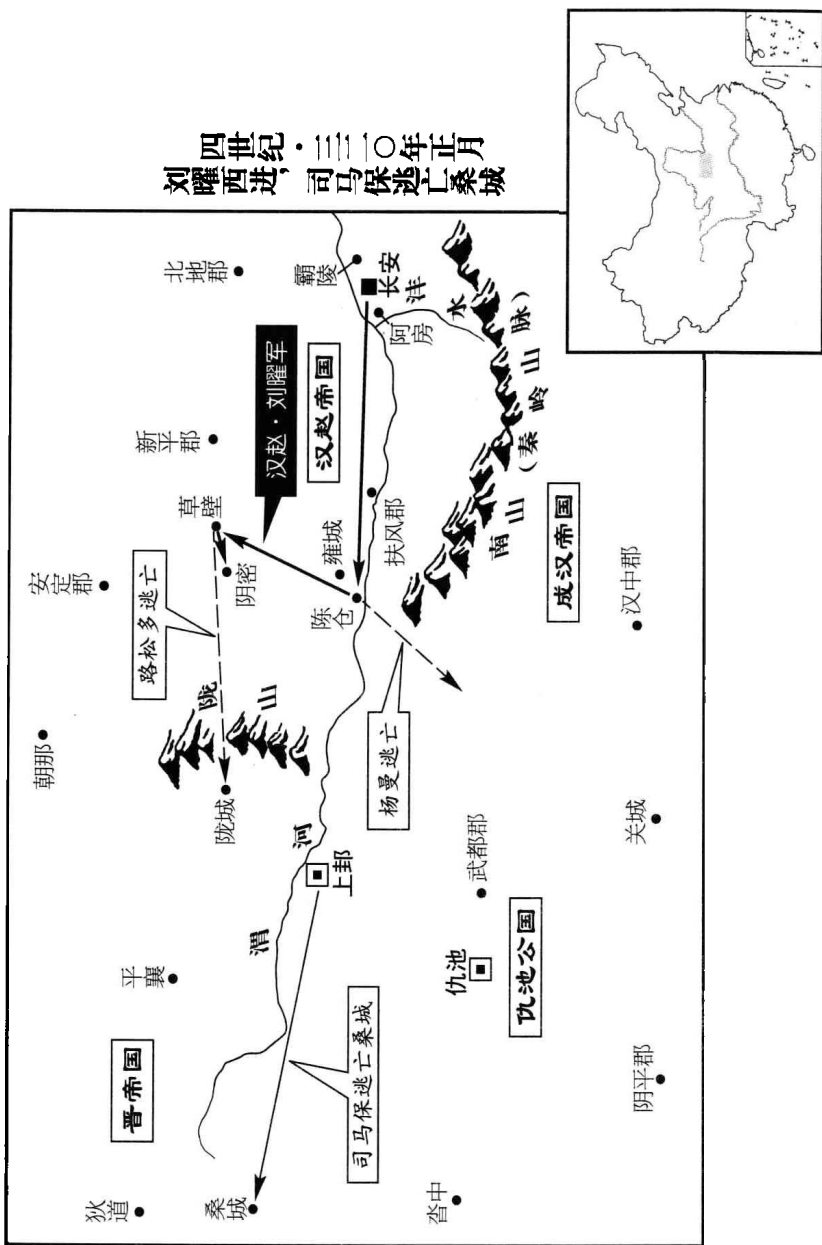 四世纪·三二〇年正月
刘曜西进，司马保逃亡桑城
北地郡
霸陵
长安
沣水
阿房
汉赵·刘曜军
汉赵帝国
新平郡
草壁
阴密
雍城
扶风郡
陈仓
南山（秦岭山脉）
成汉帝国
汉中郡
安定郡
路松多逃亡
陇山
朝那
陇城
杨曼逃亡
关城
渭河
上邽
武都郡
仇池
仇池公国
平襄
晋帝国
司马保逃亡桑城
阴平郡
狄道
桑城
沓中